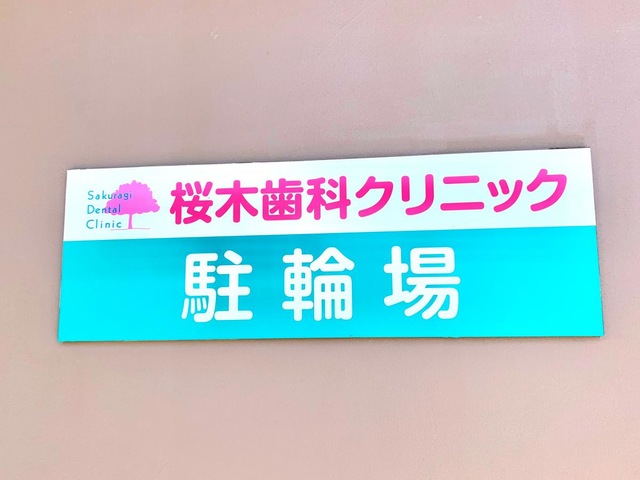 Sakuragi
Dental
Clinic
桜木歯科クリニック
駐輪場